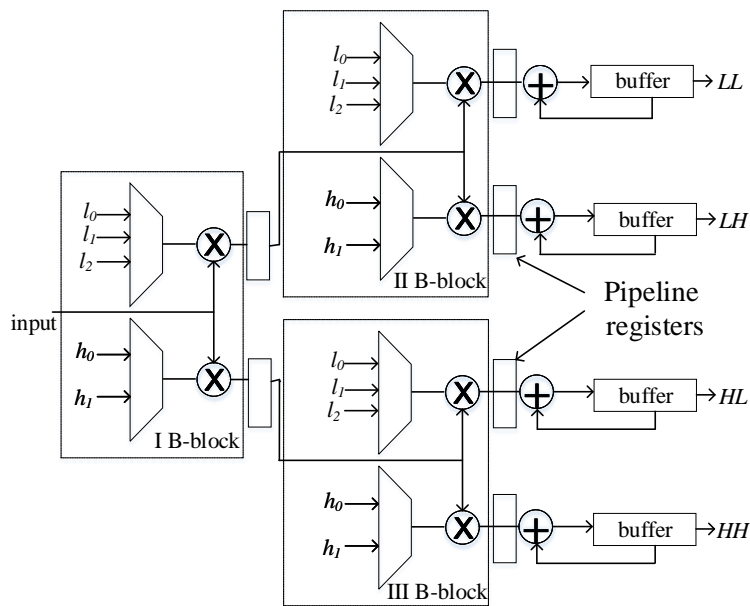 l0
l1
l2
buffer
LL
h0
h1
buffer
LH
II B-block
l0
l1
l2
input
h0
h1
I B-block
Pipeline
registers
l0
l1
l2
buffer
HL
h0
h1
buffer
HH
III B-block